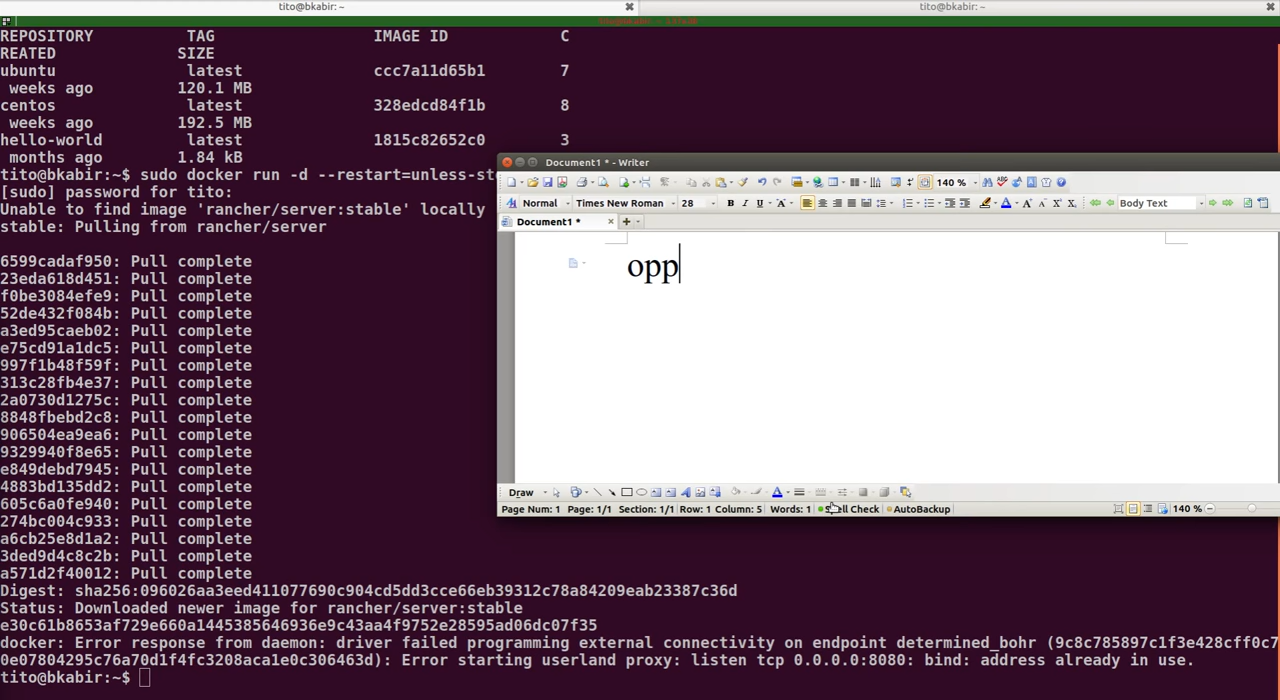 tito@bkabir: ~
tito@bkabir: ~
REPOSITORY TAG IMAGE ID C
REATED SIZE
ubuntu latest ccc7a11d65b1 7
weeks ago 120.1 MB
centos latest 328edcd84f1b 8
weeks ago 192.5 MB
hello-world latest 1815c82652c0 3
months ago 1.84 kB
tito@bkabir:~$ sudo docker run -d --restart=unless-st
[sudo] password for tito:
Unable to find image 'rancher/server:stable' locally
stable: Pulling from rancher/server
6599cadaf950: Pull complete
23eda618d451: Pull complete
f0be3084efe9: Pull complete
52de432f084b: Pull complete
a3ed95caeb02: Pull complete
e75cd91a1dc5: Pull complete
997f1b48f59f: Pull complete
313c28fb4e37: Pull complete
2a0730d1275c: Pull complete
8848fbebd2c8: Pull complete
906504ea9ea6: Pull complete
9329940f8e65: Pull complete
e849debd7945: Pull complete
4883bd135dd2: Pull complete
605c6a0fe940: Pull complete
274bc004c933: Pull complete
a6cb25e8d1a2: Pull complete
3ded9d4c8c2b: Pull complete
a571d2f40012: Pull complete
Digest: sha256:096026aa3eed411077690c904cd5dd3cce66eb39312c78a84209eab23387c36d
Status: Downloaded newer image for rancher/server:stable
e30c61b8653af729e660a1445385646936e9c43aa4f9752e28595ad06dc07f35
docker: Error response from daemon: driver failed programming external connectivity on endpoint determined_bohr (9c8c785897c1f3e428cff0c7
0e07804295c76a70d1f4fc3208aca1e0c306463d): Error starting userland proxy: listen tcp 0.0.0.0:8080: bind: address already in use.
tito@bkabir:~$
Document1 * - Writer
140 %
Normal Times New Roman 28 B I U A Body Text
Document1 *
opp
Draw
Page Num: 1 Page: 1/1 Section: 1/1 Row: 1 Column: 5 Words: 1 Spell Check AutoBackup 140 %